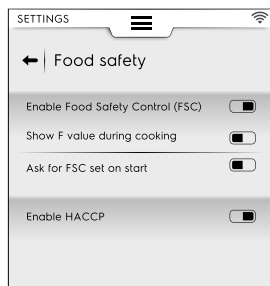 SETTINGS
Food safety
Enable Food Safety Control (FSC)
Show F value during cooking
Ask for FSC set on start
Enable HACCP